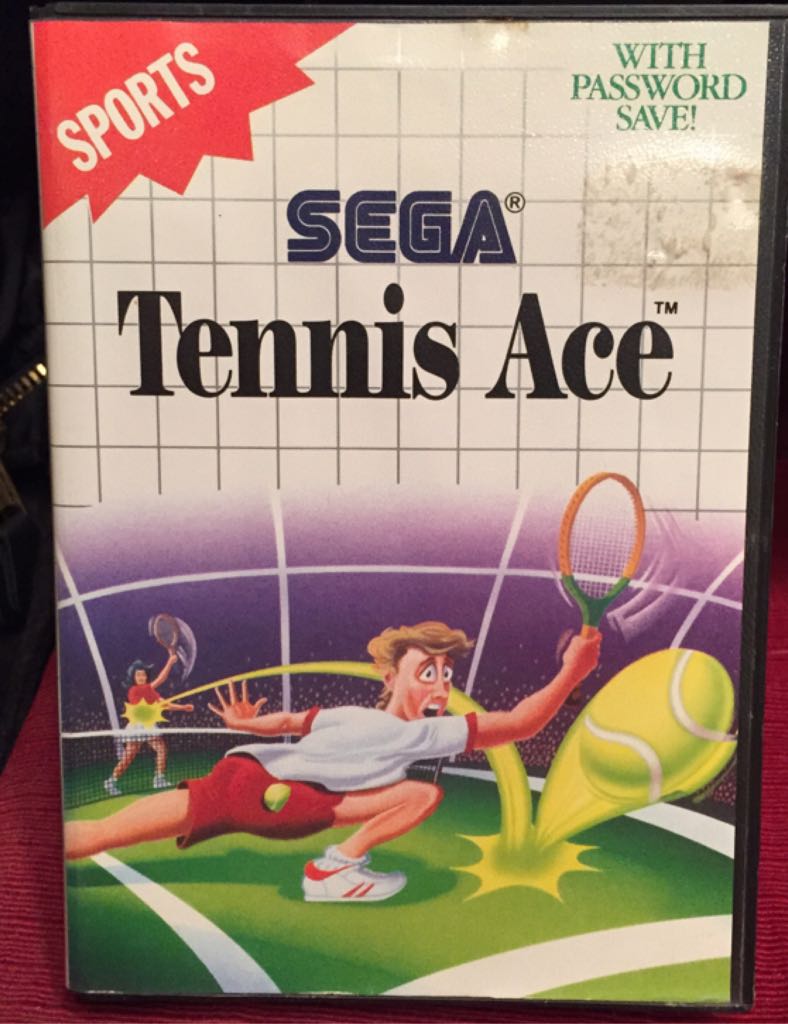 SPORTS
WITH
PASSWORD
SAVE!
SEGA®
Tennis Ace™